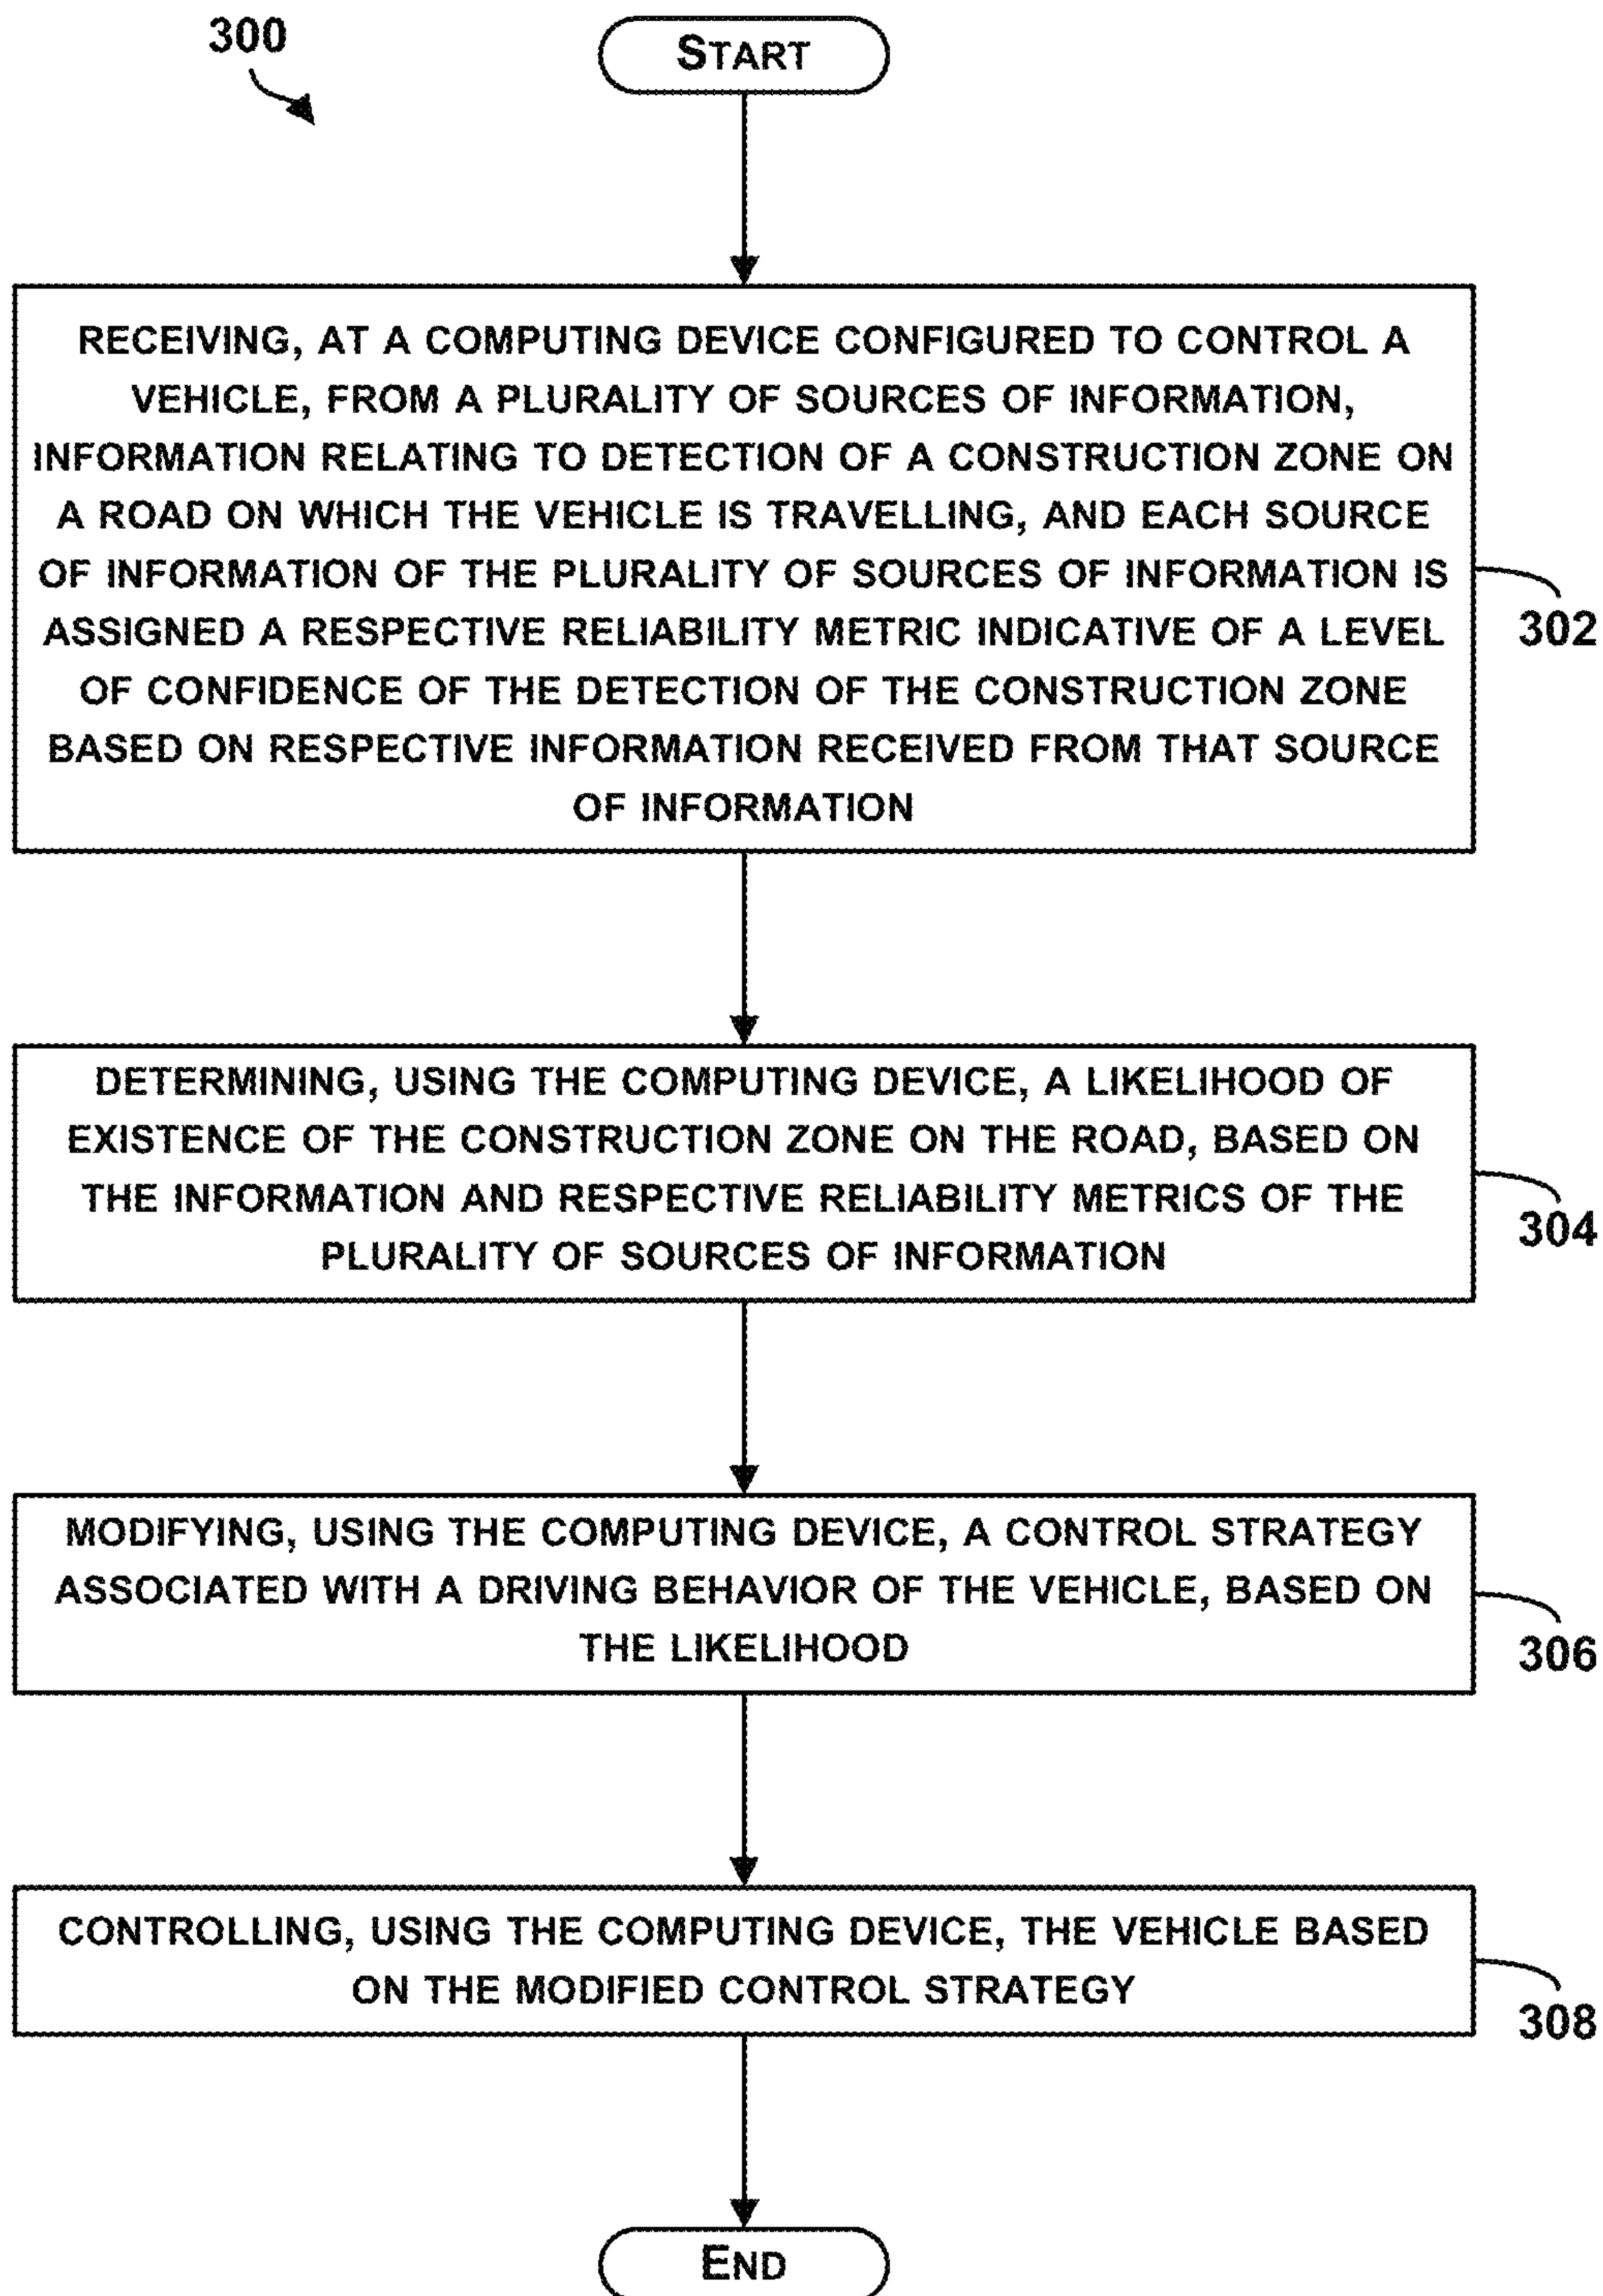 300
START
RECEIVING, AT A COMPUTING DEVICE CONFIGURED TO CONTROL A
VEHICLE, FROM A PLURALITY OF SOURCES OF INFORMATION,
INFORMATION RELATING TO DETECTION OF A CONSTRUCTION ZONE ON
A ROAD ON WHICH THE VEHICLE IS TRAVELLING, AND EACH SOURCE
OF INFORMATION OF THE PLURALITY OF SOURCES OF INFORMATION IS
ASSIGNED A RESPECTIVE RELIABILITY METRIC INDICATIVE OF A LEVEL
OF CONFIDENCE OF THE DETECTION OF THE CONSTRUCTION ZONE
BASED ON RESPECTIVE INFORMATION RECEIVED FROM THAT SOURCE
OF INFORMATION
302
DETERMINING, USING THE COMPUTING DEVICE, A LIKELIHOOD OF
EXISTENCE OF THE CONSTRUCTION ZONE ON THE ROAD, BASED ON
THE INFORMATION AND RESPECTIVE RELIABILITY METRICS OF THE
PLURALITY OF SOURCES OF INFORMATION
304
MODIFYING, USING THE COMPUTING DEVICE, A CONTROL STRATEGY
ASSOCIATED WITH A DRIVING BEHAVIOR OF THE VEHICLE, BASED ON
THE LIKELIHOOD
306
CONTROLLING, USING THE COMPUTING DEVICE, THE VEHICLE BASED
ON THE MODIFIED CONTROL STRATEGY
308
END